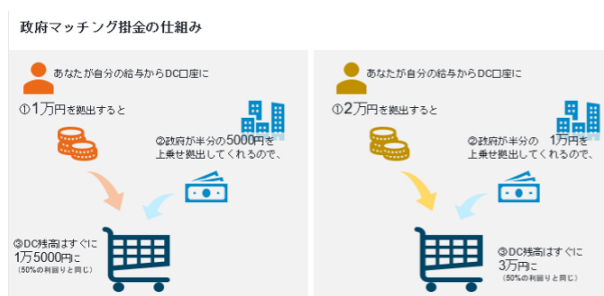 政府マッチング掛金の仕組み
あなたが自分の給与からDC口座に
①1万円を拠出すると
②政府が半分の5000円を
上乗せ拠出してくれるので、
③DC残高はすぐに
1万5000円に
(50%の利回りと同じ)
あなたが自分の給与からDC口座に
①2万円を拠出すると
②政府が半分の 1万円を
上乗せ拠出してくれるので、
③DC残高はすぐに
3万円に
(50%の利回りと同じ)